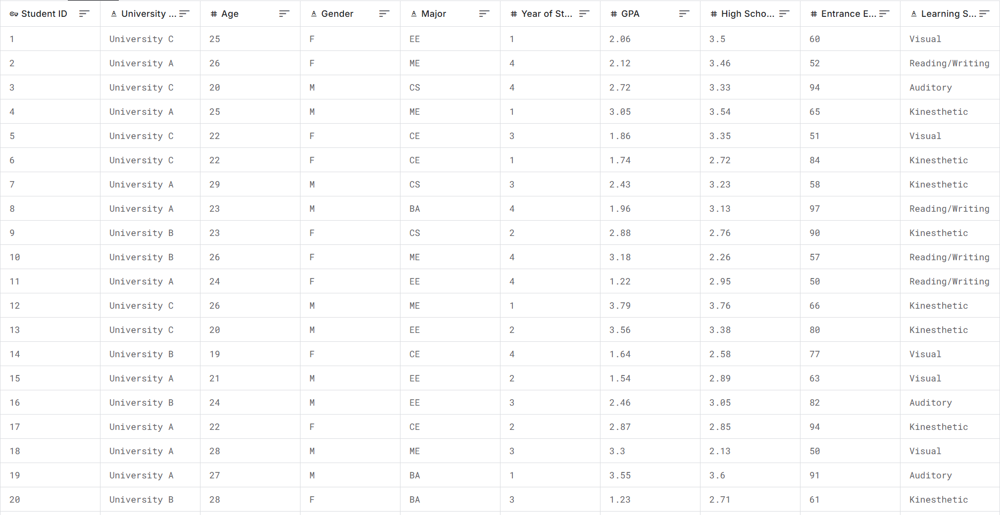 Student ID University ... Age Gender Major Year of St... GPA High Scho... Entrance E... Learning S...
1 University C 25 F EE 1 2.06 3.5 60 Visual
2 University A 26 F ME 4 2.12 3.46 52 Reading/Writing
3 University C 20 M CS 4 2.72 3.33 94 Auditory
4 University A 25 M ME 1 3.05 3.54 65 Kinesthetic
5 University C 22 F CE 3 1.86 3.35 51 Visual
6 University C 22 F CE 1 1.74 2.72 84 Kinesthetic
7 University A 29 M CS 3 2.43 3.23 58 Kinesthetic
8 University A 23 M BA 4 1.96 3.13 97 Reading/Writing
9 University B 23 F CS 2 2.88 2.76 90 Kinesthetic
10 University B 26 F ME 4 3.18 2.26 57 Reading/Writing
11 University A 24 F EE 4 1.22 2.95 50 Reading/Writing
12 University C 26 M ME 1 3.79 3.76 66 Kinesthetic
13 University C 20 M EE 2 3.56 3.38 80 Kinesthetic
14 University B 19 F CE 4 1.64 2.58 77 Visual
15 University A 21 M EE 2 1.54 2.89 63 Visual
16 University B 24 M EE 3 2.46 3.05 82 Auditory
17 University A 22 F CE 2 2.87 2.85 94 Kinesthetic
18 University A 28 M ME 3 3.3 2.13 50 Visual
19 University A 27 M BA 1 3.55 3.6 91 Auditory
20 University B 28 F BA 3 1.23 2.71 61 Kinesthetic